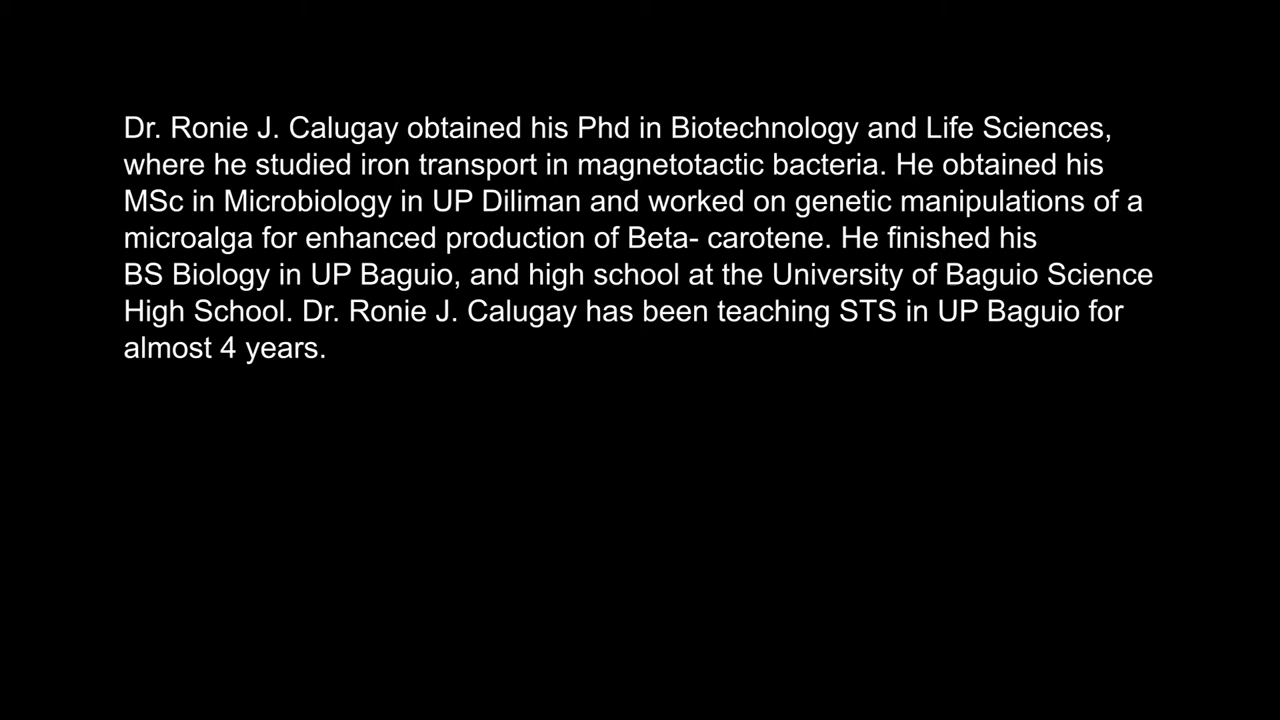 Dr. Ronie J. Calugay obtained his Phd in Biotechnology and Life Sciences,
where he studied iron transport in magnetotactic bacteria. He obtained his
MSc in Microbiology in UP Diliman and worked on genetic manipulations of a
microalga for enhanced production of Beta- carotene. He finished his
BS Biology in UP Baguio, and high school at the University of Baguio Science
High School. Dr. Ronie J. Calugay has been teaching STS in UP Baguio for
almost 4 years.